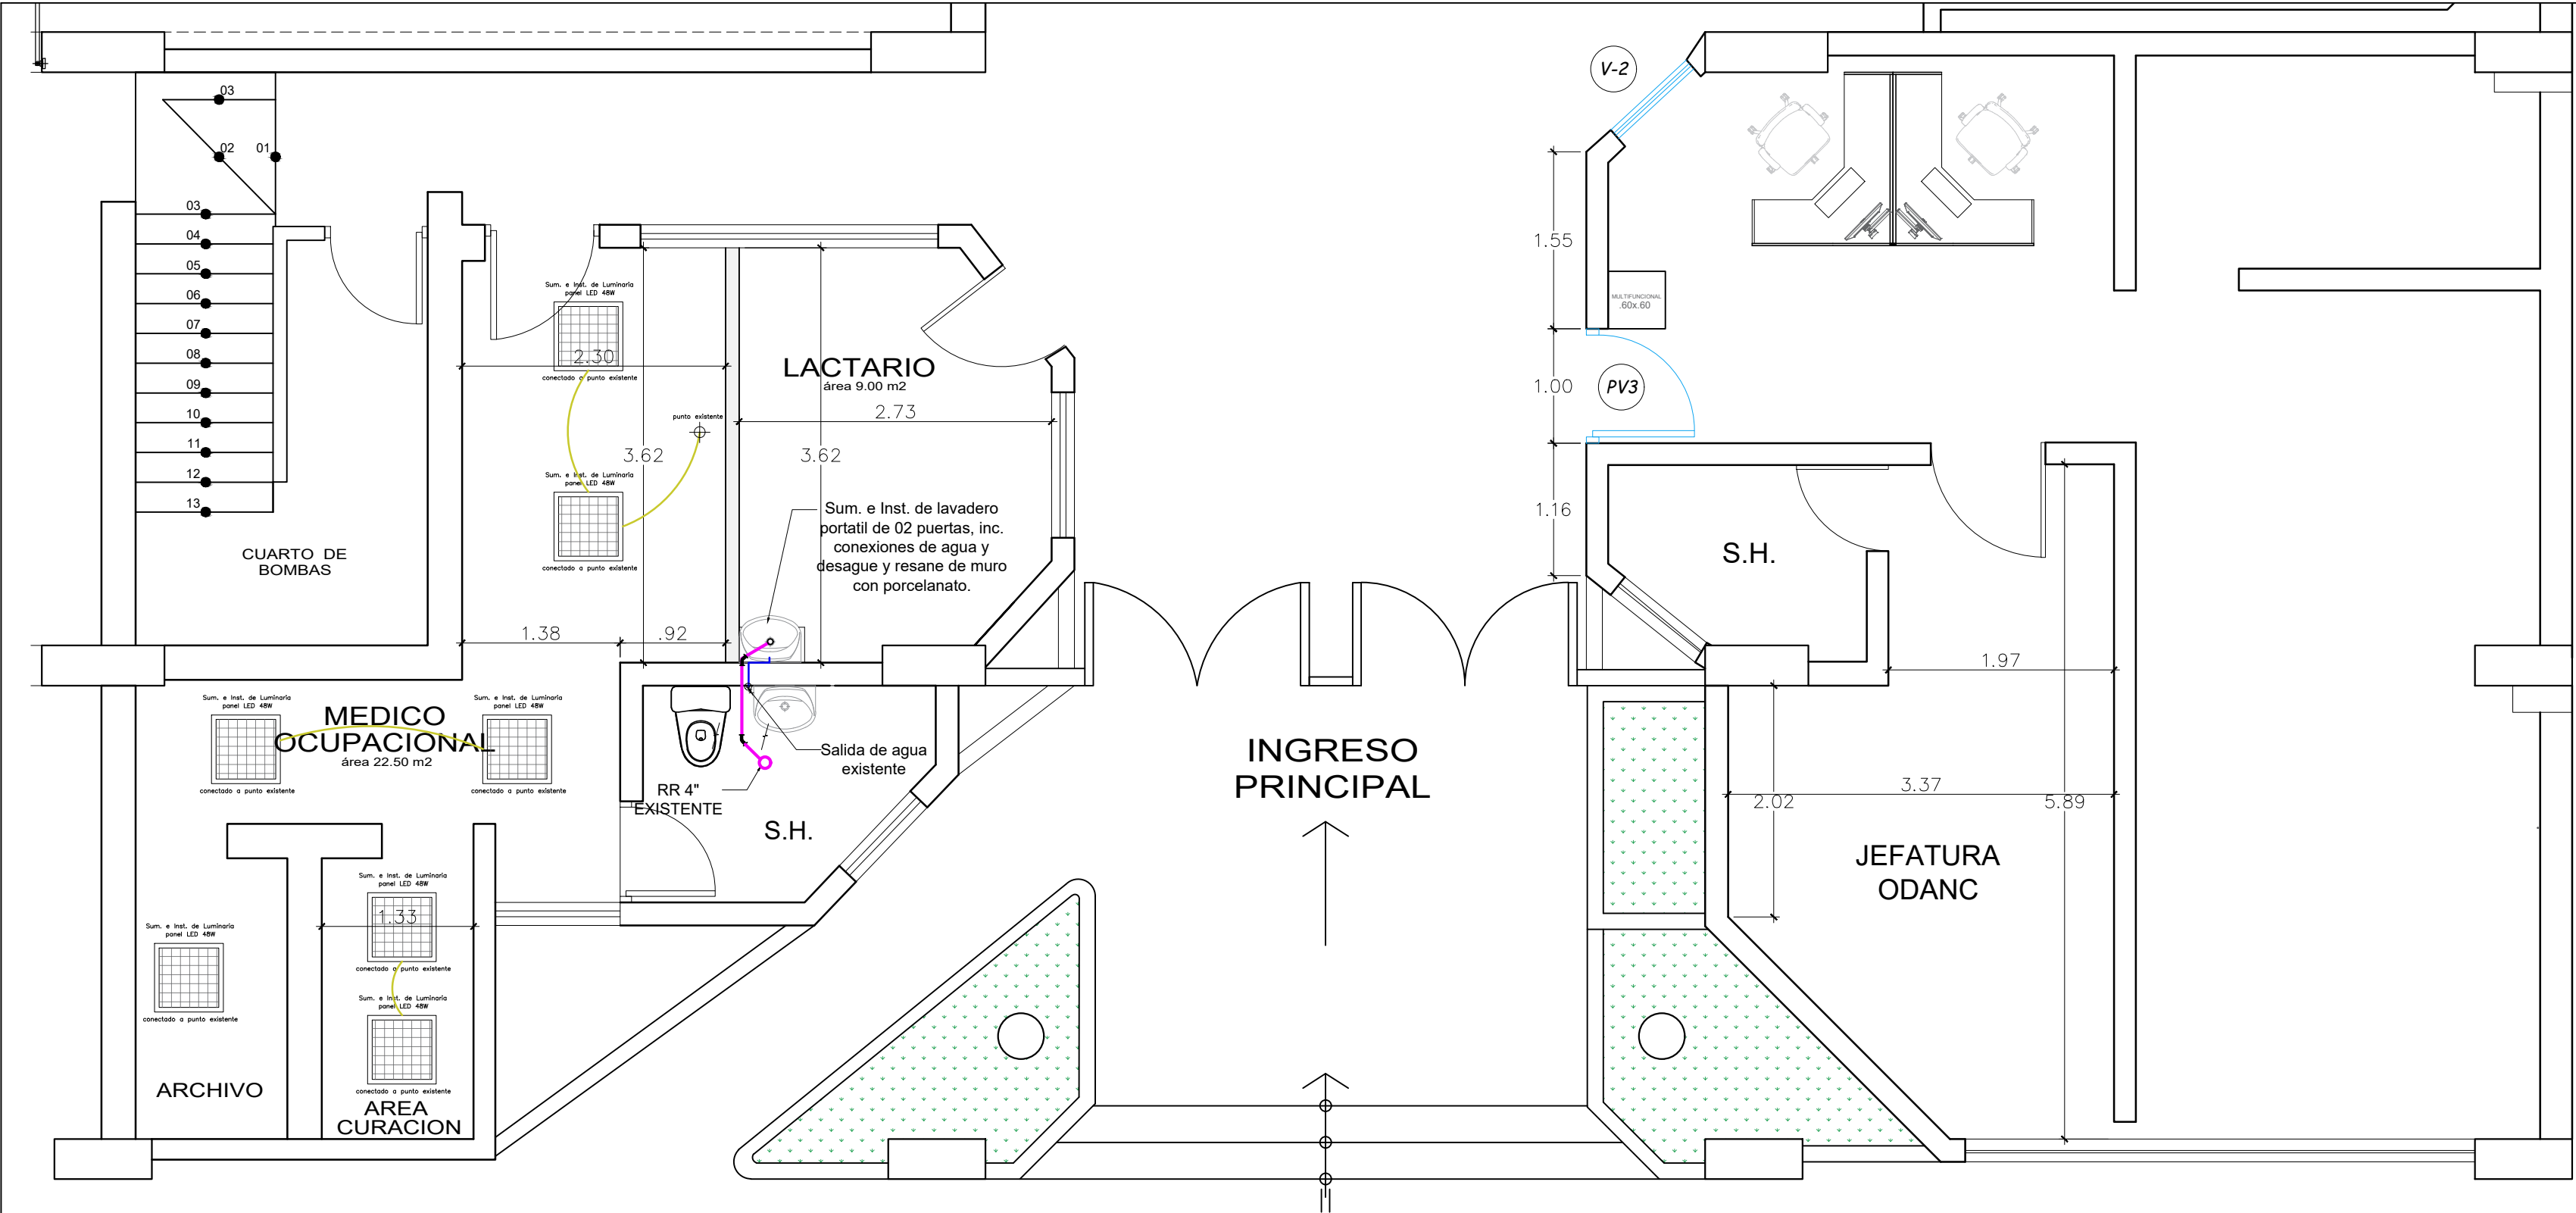 V-2
03
02
01
03
04
05
06
07
08
09
10
11
12
13
CUARTO DE
BOMBAS
Sum. e Inst. de Luminaria
panel LED 48W
2.30
conectado a punto existente
punto existente
3.62
Sum. e Inst. de Luminaria
panel LED 48W
conectado a punto existente
1.38
.92
LACTARIO
área 9.00 m2
2.73
3.62
Sum. e Inst. de lavadero
portatil de 02 puertas, inc.
conexiones de agua y
desague y resane de muro
con porcelanato.
Sum. e Inst. de Luminaria
panel LED 48W
conectado a punto existente
MEDICO
OCUPACIONAL
área 22.50 m2
Sum. e Inst. de Luminaria
panel LED 48W
conectado a punto existente
Salida de agua
existente
RR 4"
EXISTENTE
S.H.
Sum. e Inst. de Luminaria
panel LED 48W
1.33
conectado a punto existente
Sum. e Inst. de Luminaria
panel LED 48W
conectado a punto existente
AREA
CURACION
Sum. e Inst. de Luminaria
panel LED 48W
conectado a punto existente
ARCHIVO
INGRESO
PRINCIPAL
1.55
MULTIFUNCIONAL
.60x.60
1.00
PV3
1.16
S.H.
1.97
3.37
2.02
5.89
JEFATURA
ODANC